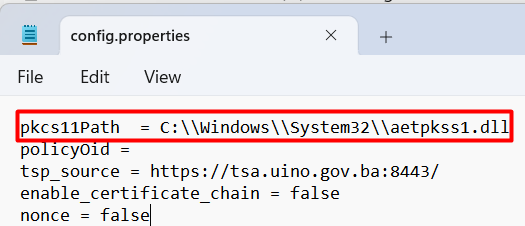 config.properties
File Edit View
pkcs11Path  = C:\\Windows\\System32\\aetpkss1.dll
policyOid =
tsp_source = https://tsa.uino.gov.ba:8443/
enable_certificate_chain = false
nonce = false